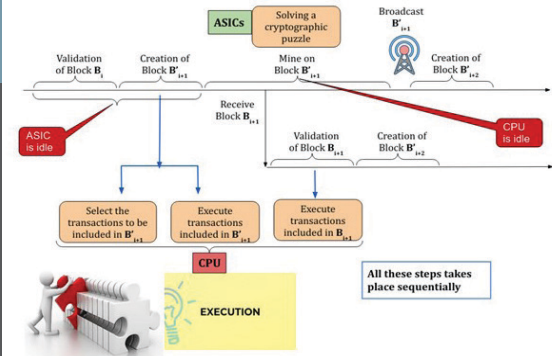 ASICs
Solving a
cryptographic
puzzle
Broadcast
B'i+1
Validation
of Block Bi
Creation of
Block B'i+1
Mine on
Block B'i+1
Creation of
Block B'i+2
ASIC
is idle
Receive
Block Bi+1
CPU
is idle
Validation
of Block Bi+1
Creation of
Block B'i+2
Select the
transactions to be
included in B'i+1
Execute
transactions
included in B'i+1
Execute
transactions
included in Bi+1
CPU
EXECUTION
All these steps takes
place sequentially